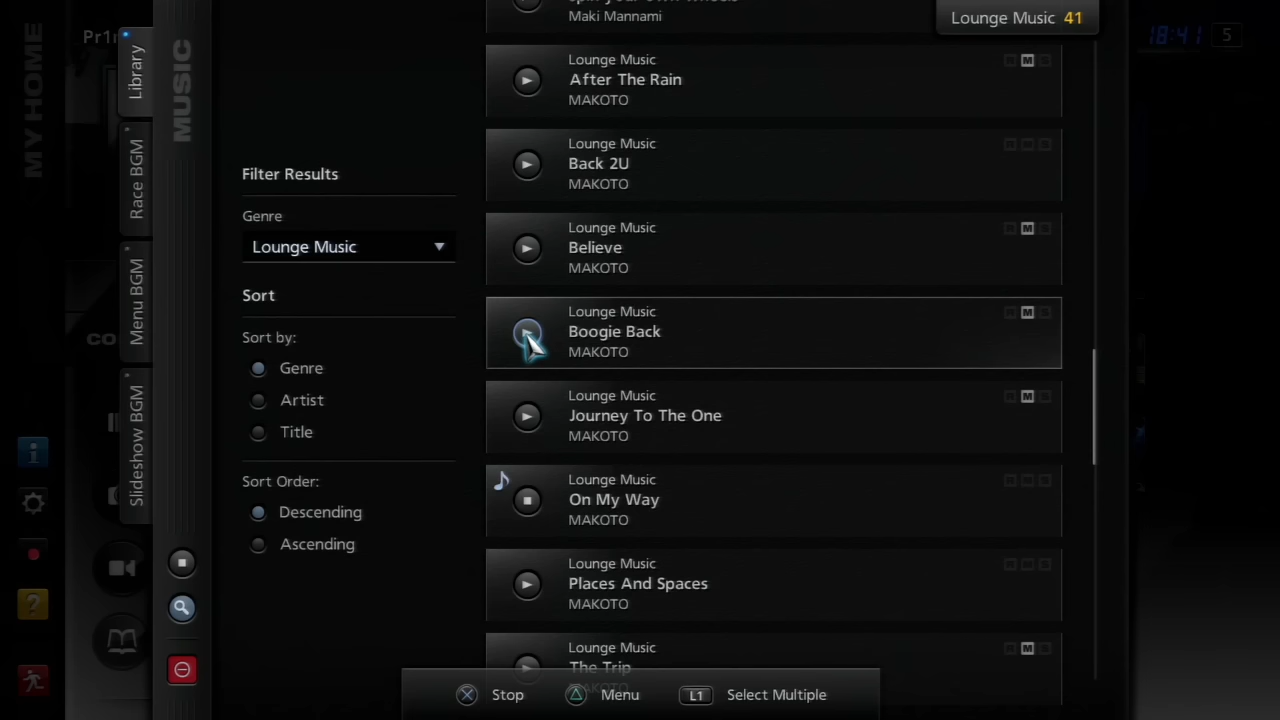 Maki Mannami
Lounge Music 41
18:41 5
MY HOME
Library
MUSIC
Race BGM
Menu BGM
Slideshow BGM
Filter Results
Genre
Lounge Music
Sort
Sort by:
Genre
Artist
Title
Sort Order:
Descending
Ascending
Lounge Music
After The Rain
MAKOTO
M
Lounge Music
Back 2U
MAKOTO
Lounge Music
Believe
MAKOTO
M
Lounge Music
Boogie Back
MAKOTO
M
Lounge Music
Journey To The One
MAKOTO
M
Lounge Music
On My Way
MAKOTO
Lounge Music
Places And Spaces
MAKOTO
Lounge Music
The Trip
MAKOTO
M
Stop
Menu
L1 Select Multiple